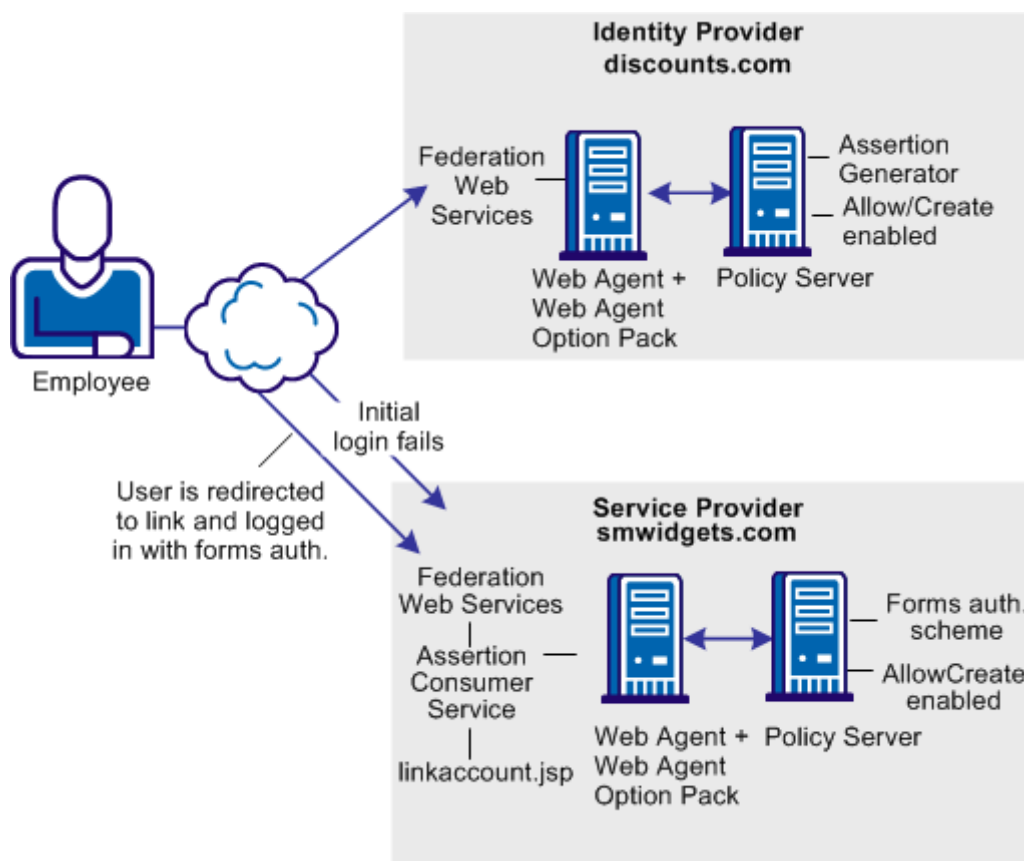 Identity Provider
discounts.com
Federation
Web
Services
Assertion
Generator
Allow/Create
enabled
Web Agent +
Web Agent
Option Pack
Policy Server
Employee
Initial
login fails
User is redirected
to link and logged
in with forms auth.
Service Provider
smwidgets.com
Federation
Web Services
Assertion
Consumer
Service
linkaccount.jsp
Forms auth.
scheme
AllowCreate
enabled
Web Agent +
Web Agent
Option Pack
Policy Server